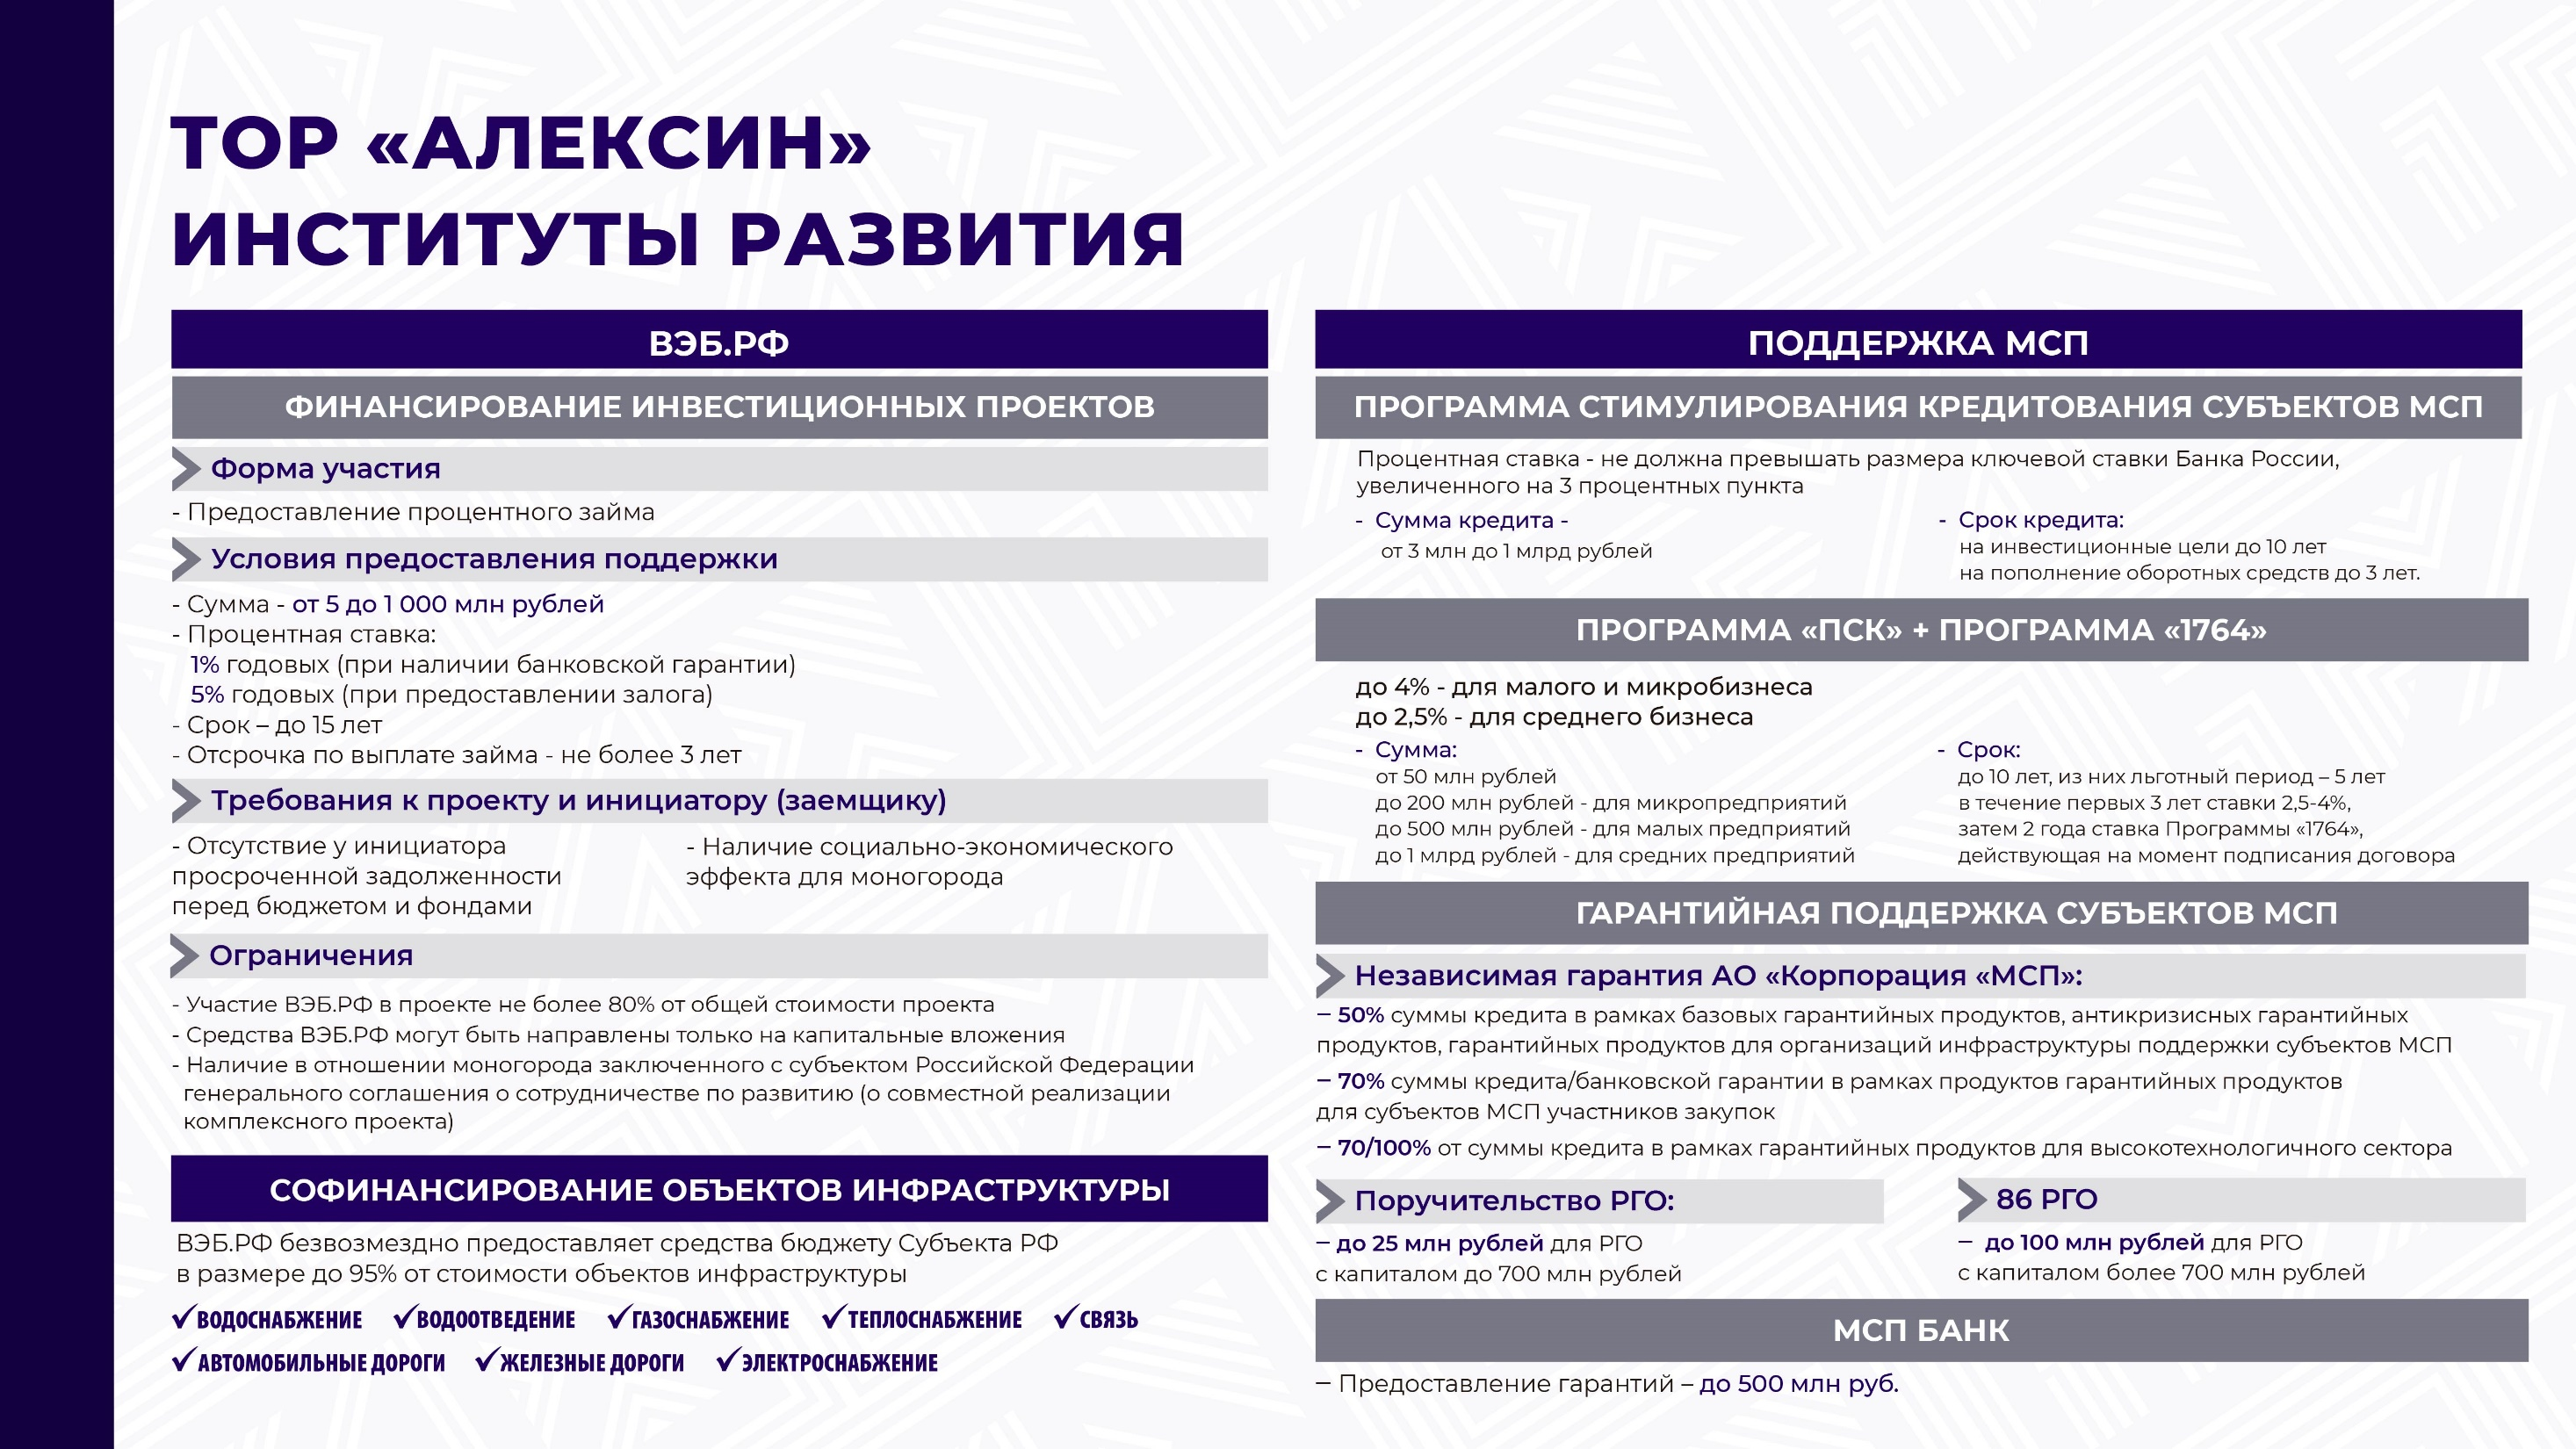 ТОР «АЛЕКСИН»
ИНСТИТУТЫ РАЗВИТИЯ
ВЭБ.РФ
ФИНАНСИРОВАНИЕ ИНВЕСТИЦИОННЫХ ПРОЕКТОВ
Форма участия
- Предоставление процентного займа
Условия предоставления поддержки
- Сумма - от 5 до 1 000 млн рублей
- Процентная ставка:
1% годовых (при наличии банковской гарантии)
5% годовых (при предоставлении залога)
- Срок – до 15 лет
- Отсрочка по выплате займа - не более 3 лет
Требования к проекту и инициатору (заемщику)
- Отсутствие у инициатора
просроченной задолженности
перед бюджетом и фондами
- Наличие социально-экономического
эффекта для моногорода
Ограничения
- Участие ВЭБ.РФ в проекте не более 80% от общей стоимости проекта
- Средства ВЭБ.РФ могут быть направлены только на капитальные вложения
- Наличие в отношении моногорода заключенного с субъектом Российской Федерации
генерального соглашения о сотрудничестве по развитию (о совместной реализации
комплексного проекта)
СОФИНАНСИРОВАНИЕ ОБЪЕКТОВ ИНФРАСТРУКТУРЫ
ВЭБ.РФ безвозмездно предоставляет средства бюджету Субъекта РФ
в размере до 95% от стоимости объектов инфраструктуры
✓ВОДОСНАБЖЕНИЕ ✓ВОДООТВЕДЕНИЕ ✓ГАЗОСНАБЖЕНИЕ ✓ТЕПЛОСНАБЖЕНИЕ ✓СВЯЗЬ
✓АВТОМОБИЛЬНЫЕ ДОРОГИ ✓ЖЕЛЕЗНЫЕ ДОРОГИ ✓ЭЛЕКТРОСНАБЖЕНИЕ
ПОДДЕРЖКА МСП
ПРОГРАММА СТИМУЛИРОВАНИЯ КРЕДИТОВАНИЯ СУБЪЕКТОВ МСП
Процентная ставка - не должна превышать размера ключевой ставки Банка России,
увеличенного на 3 процентных пункта
- Сумма кредита -
от 3 млн до 1 млрд рублей
- Срок кредита:
на инвестиционные цели до 10 лет
на пополнение оборотных средств до 3 лет.
ПРОГРАММА «ПСК» + ПРОГРАММА «1764»
до 4% - для малого и микробизнеса
до 2,5% - для среднего бизнеса
- Сумма:
от 50 млн рублей
до 200 млн рублей - для микропредприятий
до 500 млн рублей - для малых предприятий
до 1 млрд рублей - для средних предприятий
- Срок:
до 10 лет, из них льготный период – 5 лет
в течение первых 3 лет ставки 2,5-4%,
затем 2 года ставка Программы «1764»,
действующая на момент подписания договора
ГАРАНТИЙНАЯ ПОДДЕРЖКА СУБЪЕКТОВ МСП
Независимая гарантия АО «Корпорация «МСП»:
– 50% суммы кредита в рамках базовых гарантийных продуктов, антикризисных гарантийных
продуктов, гарантийных продуктов для организаций инфраструктуры поддержки субъектов МСП
– 70% суммы кредита/банковской гарантии в рамках продуктов гарантийных продуктов
для субъектов МСП участников закупок
– 70/100% от суммы кредита в рамках гарантийных продуктов для высокотехнологичного сектора
Поручительство РГО:
– до 25 млн рублей для РГО
с капиталом до 700 млн рублей
86 РГО
– до 100 млн рублей для РГО
с капиталом более 700 млн рублей
МСП БАНК
– Предоставление гарантий – до 500 млн руб.